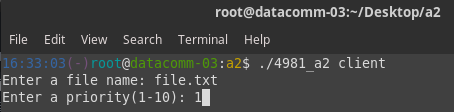 root@datacomm-03:~/Desktop/a2
File Edit View Search Terminal Help
16:33:03(-)root@datacomm-03:a2$ ./4981_a2 client
Enter a file name: file.txt
Enter a priority(1-10): 1